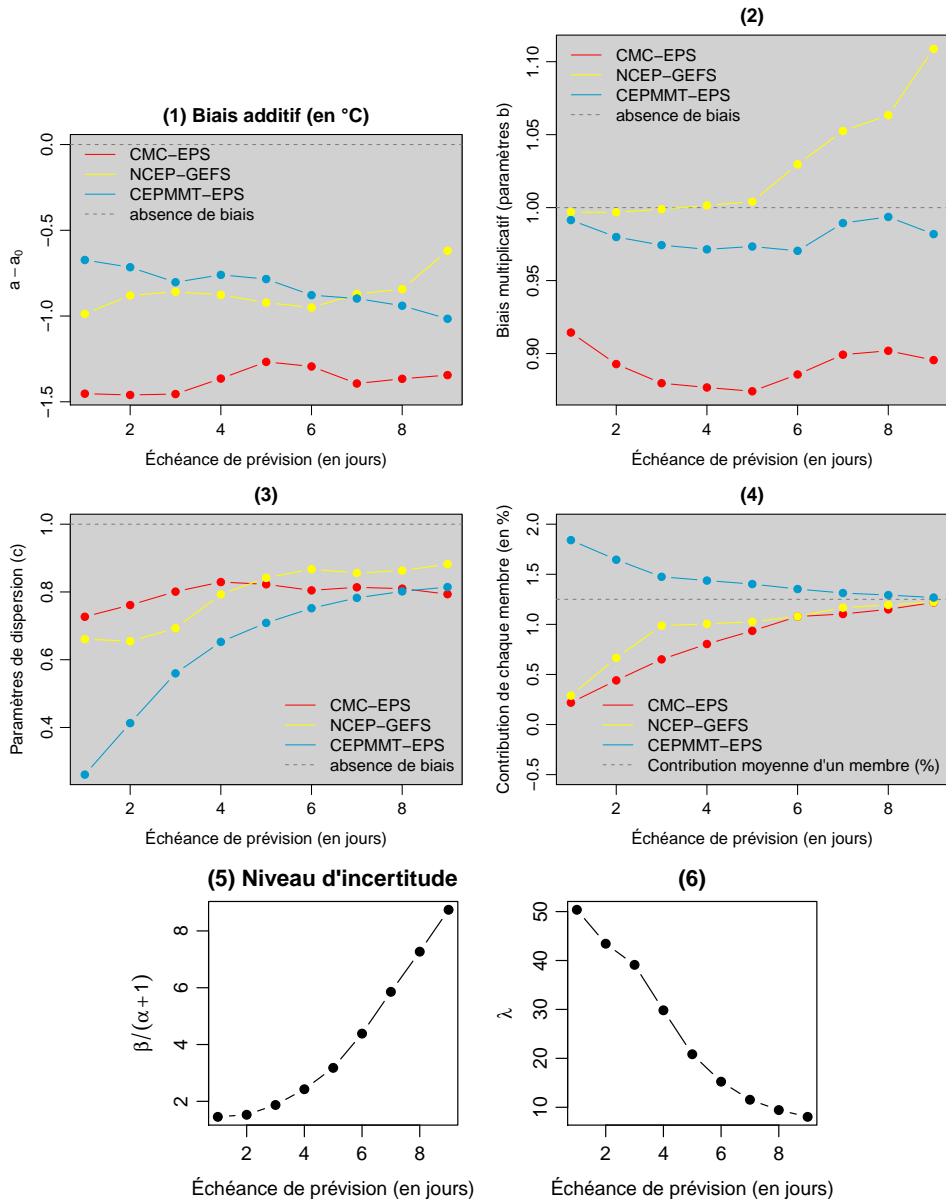 (1) Biais additif (en °C)
a − a0
0.0
−0.5
−1.0
−1.5
CMC−EPS
NCEP−GEFS
CEPMMT−EPS
absence de biais
2 4 6 8
Échéance de prévision (en jours)
(2)
Biais multiplicatif (paramètres b)
1.10
1.05
1.00
0.95
0.90
CMC−EPS
NCEP−GEFS
CEPMMT−EPS
absence de biais
2 4 6 8
Échéance de prévision (en jours)
(3)
Paramètres de dispersion (c)
1.0
0.8
0.6
0.4
CMC−EPS
NCEP−GEFS
CEPMMT−EPS
absence de biais
2 4 6 8
Échéance de prévision (en jours)
(4)
Contribution de chaque membre (en %)
2.0
1.5
1.0
0.5
0.0
−0.5
CMC−EPS
NCEP−GEFS
CEPMMT−EPS
Contribution moyenne d'un membre (%)
2 4 6 8
Échéance de prévision (en jours)
(5) Niveau d'incertitude
β/(α + 1)
8
6
4
2
2 4 6 8
Échéance de prévision (en jours)
(6)
λ
50
40
30
20
10
2 4 6 8
Échéance de prévision (en jours)